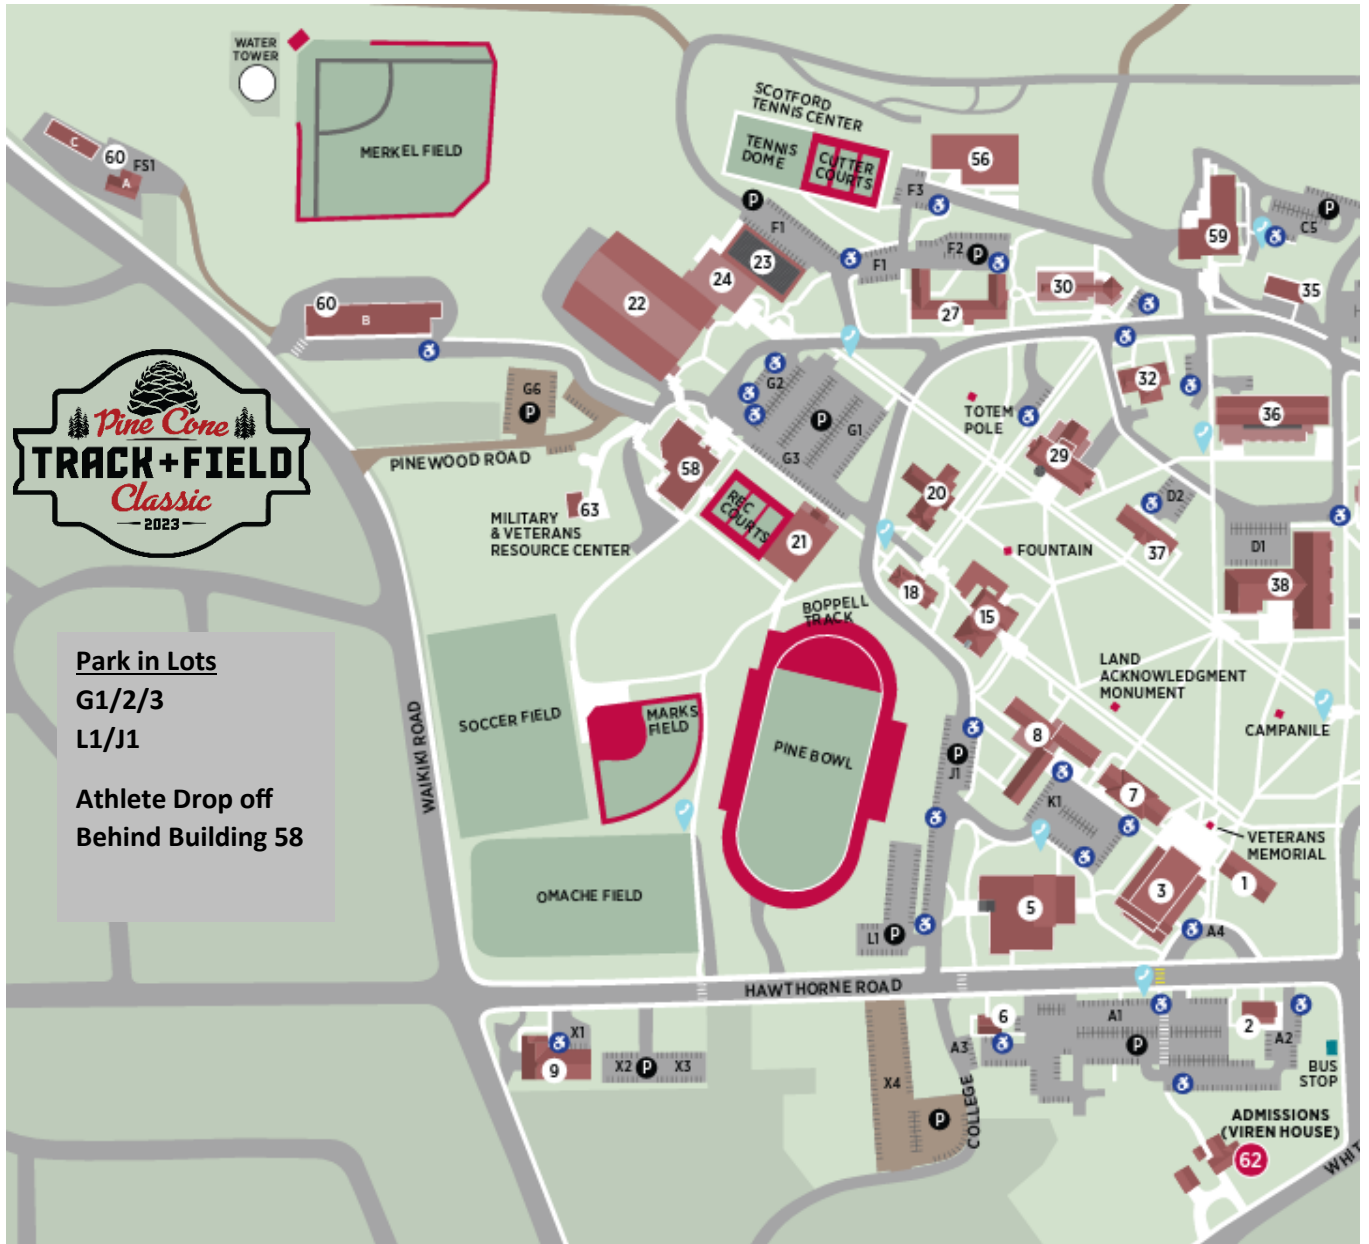 WATER
TOWER
MERKEL FIELD
SCOTFORD
TENNIS CENTER
TENNIS
DOME
CUTTER
COURTS
56
F3
P
F1
F1
F2
P
C
60
FS1
A
59
C5
P
35
23
24
22
27
30
60
B
32
36
G6
P
G2
P
G1
G3
TOTEM
POLE
29
20
D2
37
D1
38
Pine Cone
TRACK+FIELD
Classic
2023
PINEWOOD ROAD
58
63
MILITARY
& VETERANS
RESOURCE CENTER
REC
COURTS
21
FOUNTAIN
18
15
BOPPELL
TRACK
PINE BOWL
LAND
ACKNOWLEDGMENT
MONUMENT
CAMPANILE
Park in Lots
G1/2/3
L1/J1
Athlete Drop off
Behind Building 58
WAIKIKI ROAD
SOCCER FIELD
MARKS
FIELD
OMACHE FIELD
P
J1
8
K1
7
VETERANS
MEMORIAL
1
3
5
A4
L1
P
HAWTHORNE ROAD
X1
9
X2
P
X3
X4
P
COLLEGE
A3
6
A1
P
2
A2
BUS
STOP
ADMISSIONS
(VIREN HOUSE)
62